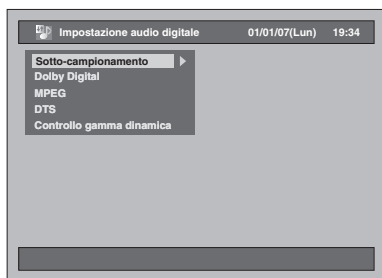 Impostazione audio digitale 01/01/07(Lun) 19:34
Sotto-campionamento
Dolby Digital
MPEG
DTS
Controllo gamma dinamica